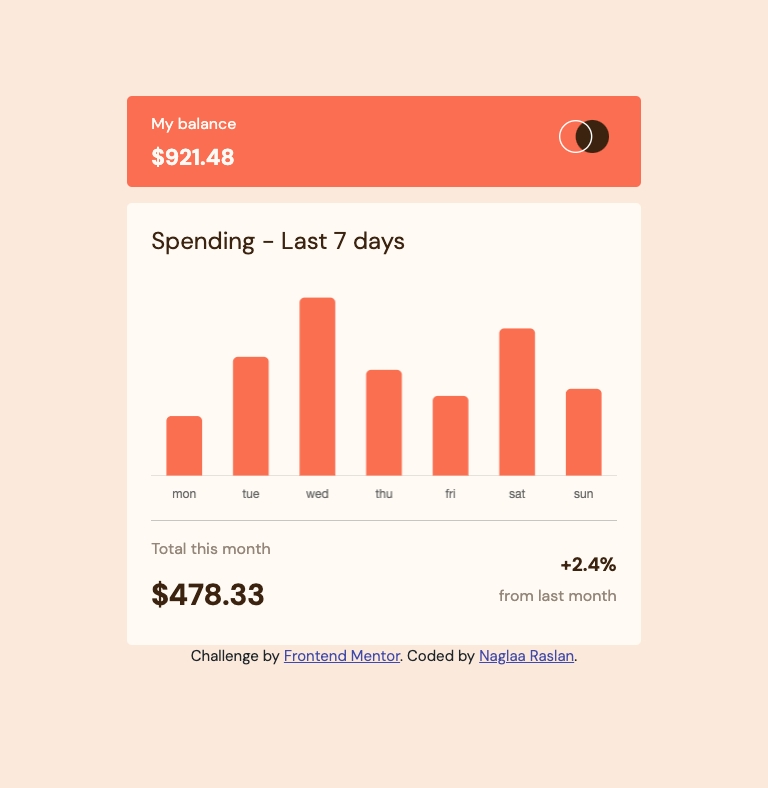 My balance
$921.48
Spending - Last 7 days
mon tue wed thu fri sat sun
Total this month
$478.33
+2.4%
from last month
Challenge by Frontend Mentor. Coded by Naglaa Raslan.